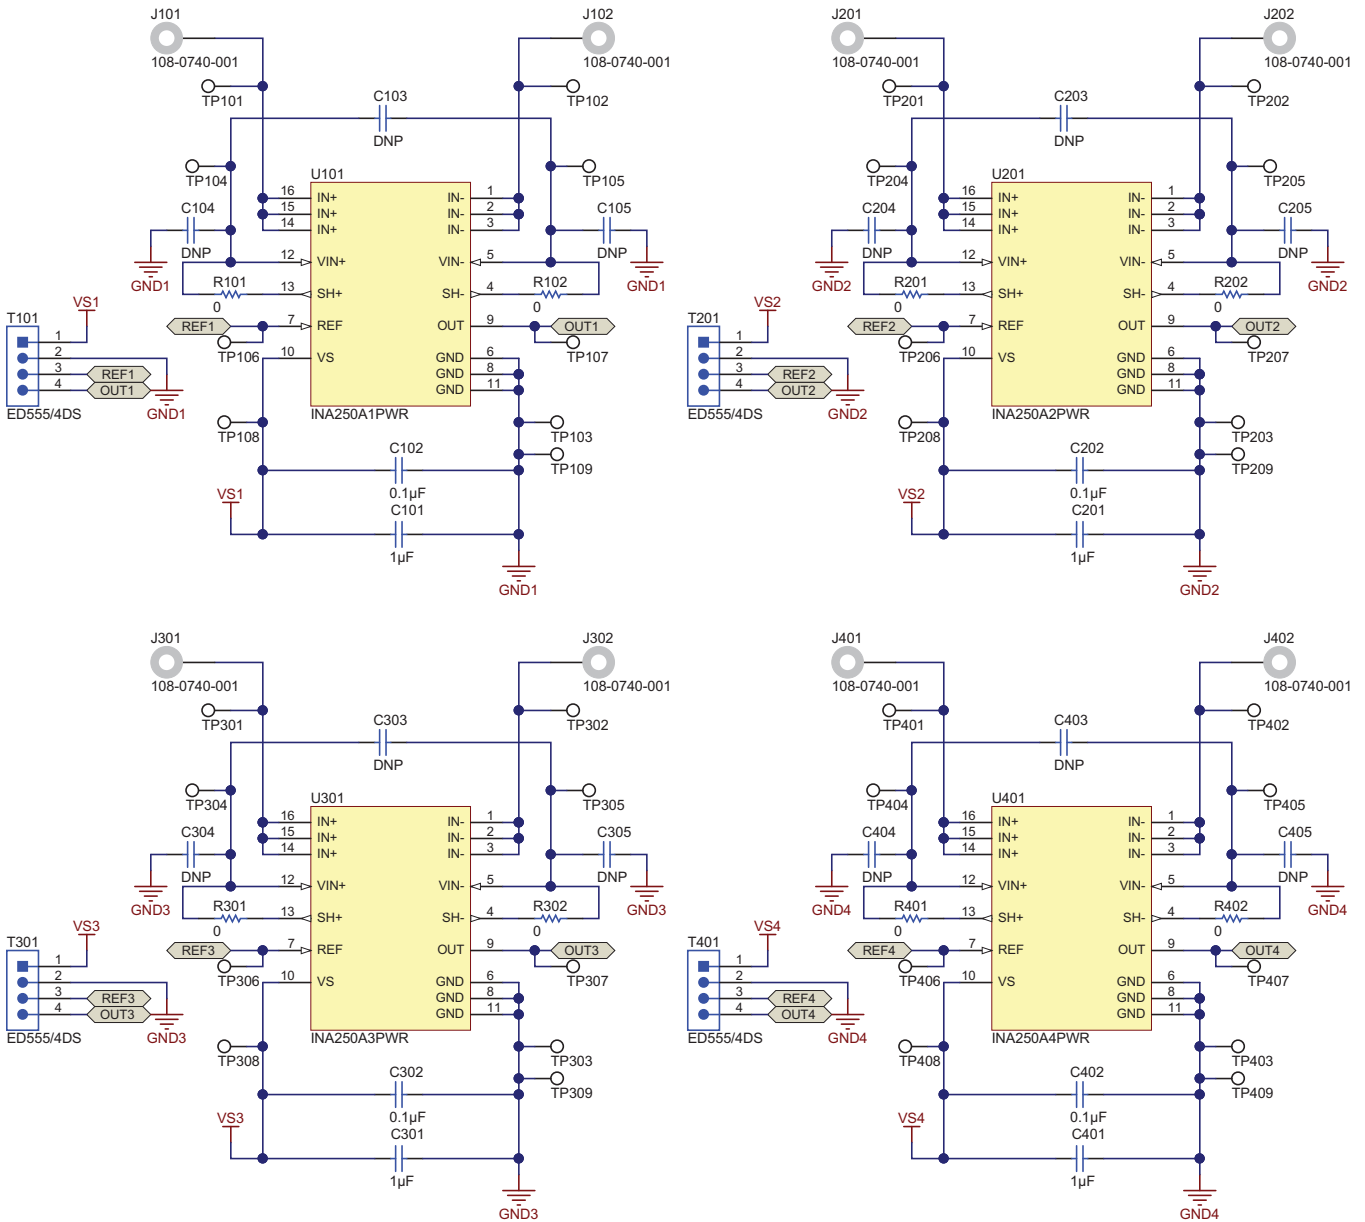 J101
108-0740-001
TP101
J102
108-0740-001
TP102
C103
DNP
TP104
TP105
C104
DNP
GND1
C105
DNP
GND1
U101
16 IN+ IN- 1
15 IN+ IN- 2
14 IN+ IN- 3
12 VIN+ VIN- 5
13 SH+ SH- 4
7 REF OUT 9
10 VS GND 6
GND 8
GND 11
INA250A1PWR
R101
0
R102
0
REF1
TP106
OUT1
TP107
T101
VS1
1
2
3 REF1
4 OUT1
GND1
ED555/4DS
TP108
TP103
TP109
C102
0.1µF
VS1
C101
1µF
GND1
J201
108-0740-001
TP201
J202
108-0740-001
TP202
C203
DNP
TP204
TP205
C204
DNP
GND2
C205
DNP
GND2
U201
16 IN+ IN- 1
15 IN+ IN- 2
14 IN+ IN- 3
12 VIN+ VIN- 5
13 SH+ SH- 4
7 REF OUT 9
10 VS GND 6
GND 8
GND 11
INA250A2PWR
R201
0
R202
0
REF2
TP206
OUT2
TP207
T201
VS2
1
2
3 REF2
4 OUT2
GND2
ED555/4DS
TP208
TP203
TP209
C202
0.1µF
VS2
C201
1µF
GND2
J301
108-0740-001
TP301
J302
108-0740-001
TP302
C303
DNP
TP304
TP305
C304
DNP
GND3
C305
DNP
GND3
U301
16 IN+ IN- 1
15 IN+ IN- 2
14 IN+ IN- 3
12 VIN+ VIN- 5
13 SH+ SH- 4
7 REF OUT 9
10 VS GND 6
GND 8
GND 11
INA250A3PWR
R301
0
R302
0
REF3
TP306
OUT3
TP307
T301
VS3
1
2
3 REF3
4 OUT3
GND3
ED555/4DS
TP308
TP303
TP309
C302
0.1µF
VS3
C301
1µF
GND3
J401
108-0740-001
TP401
J402
108-0740-001
TP402
C403
DNP
TP404
TP405
C404
DNP
GND4
C405
DNP
GND4
U401
16 IN+ IN- 1
15 IN+ IN- 2
14 IN+ IN- 3
12 VIN+ VIN- 5
13 SH+ SH- 4
7 REF OUT 9
10 VS GND 6
GND 8
GND 11
INA250A4PWR
R401
0
R402
0
REF4
TP406
OUT4
TP407
T401
VS4
1
2
3 REF4
4 OUT4
GND4
ED555/4DS
TP408
TP403
TP409
C402
0.1µF
VS4
C401
1µF
GND4